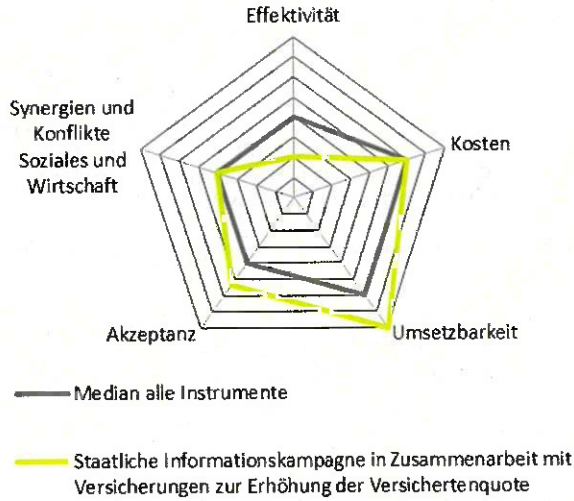 Effektivität
Synergien und
Konflikte
Soziales und
Wirtschaft
Kosten
Akzeptanz
Umsetzbarkeit
Median alle Instrumente
Staatliche Informationskampagne in Zusammenarbeit mit
Versicherungen zur Erhöhung der Versichertenquote